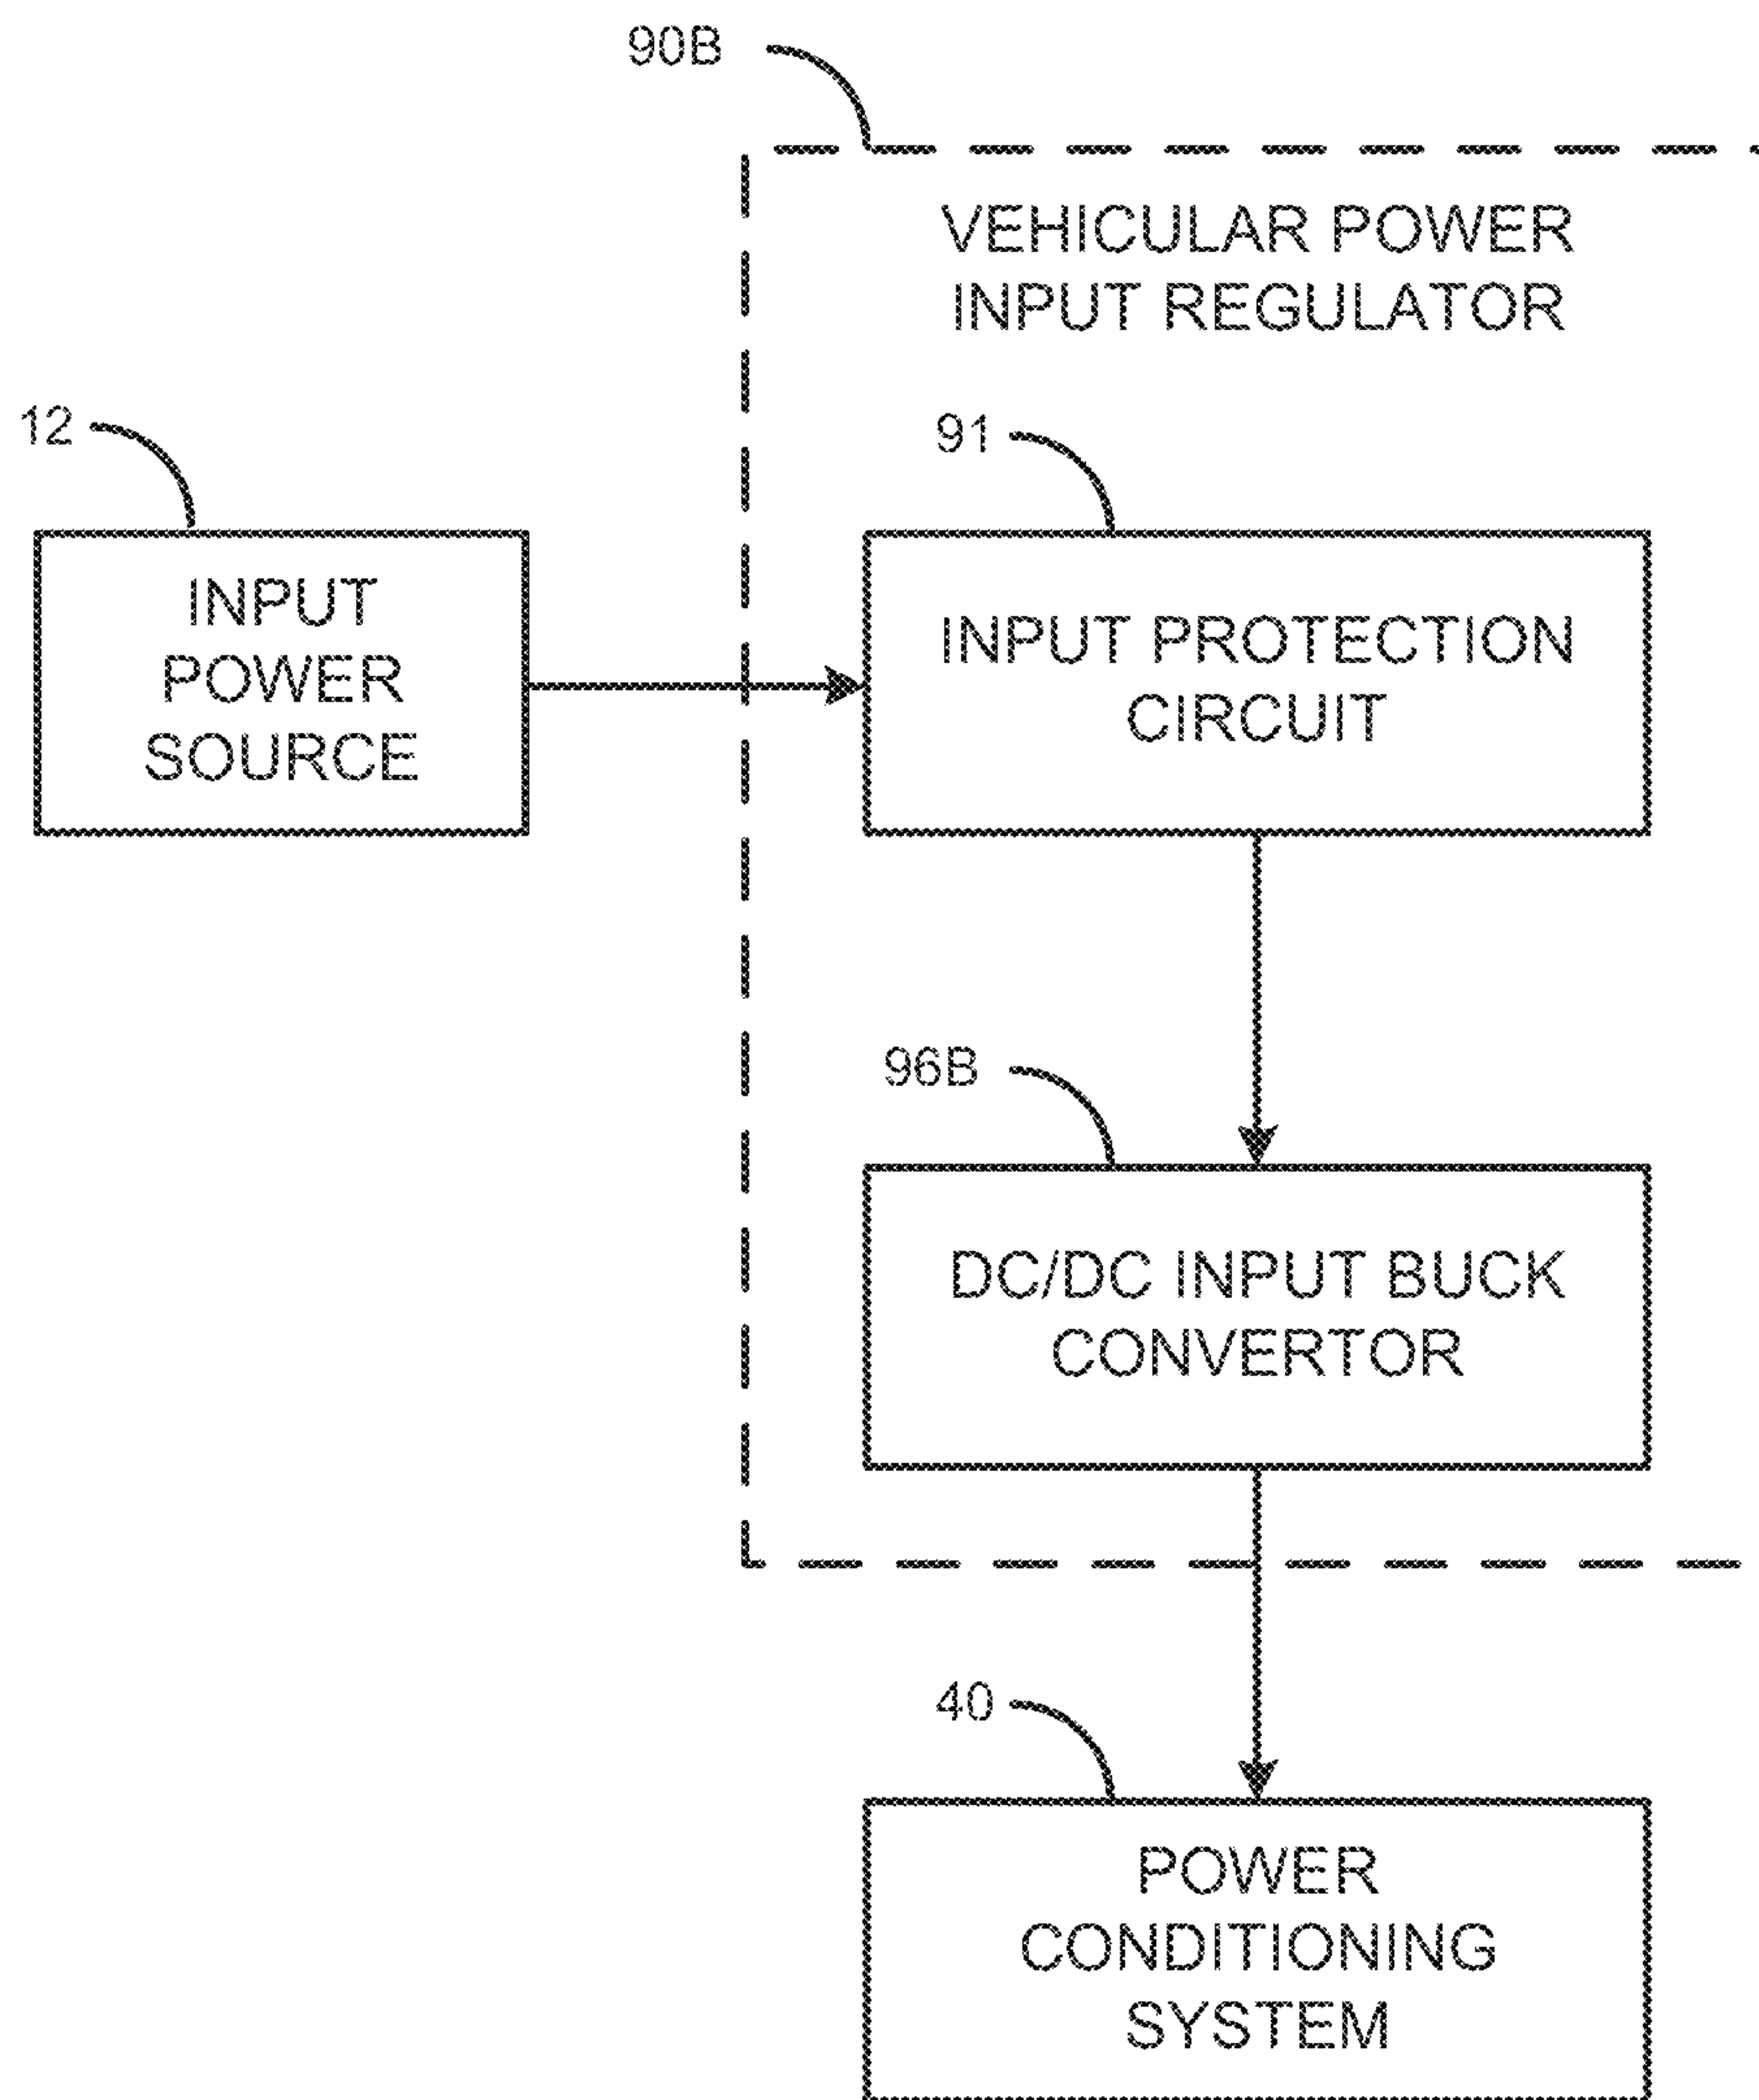 90B
VEHICULAR POWER
INPUT REGULATOR
12
91
INPUT
POWER
SOURCE
INPUT PROTECTION
CIRCUIT
96B
DC/DC INPUT BUCK
CONVERTOR
40
POWER
CONDITIONING
SYSTEM